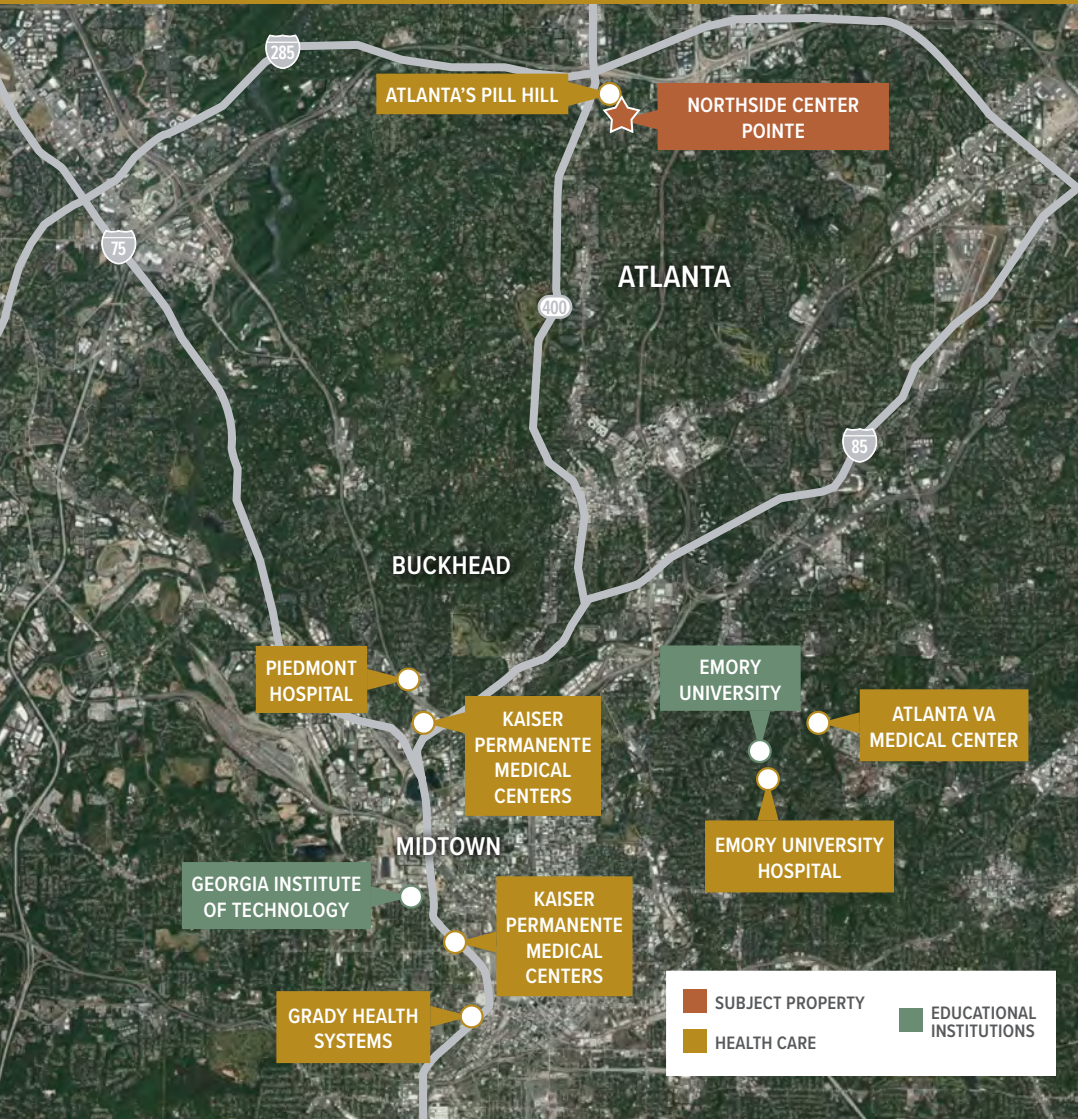 285
ATLANTA'S PILL HILL
NORTHSIDE CENTER
POINTE
75
ATLANTA
400
85
BUCKHEAD
PIEDMONT
HOSPITAL
EMORY
UNIVERSITY
KAISER
PERMANENTE
MEDICAL
CENTERS
ATLANTA VA
MEDICAL CENTER
MIDTOWN
EMORY UNIVERSITY
HOSPITAL
GEORGIA INSTITUTE
OF TECHNOLOGY
KAISER
PERMANENTE
MEDICAL
CENTERS
GRADY HEALTH
SYSTEMS
SUBJECT PROPERTY
HEALTH CARE
EDUCATIONAL
INSTITUTIONS